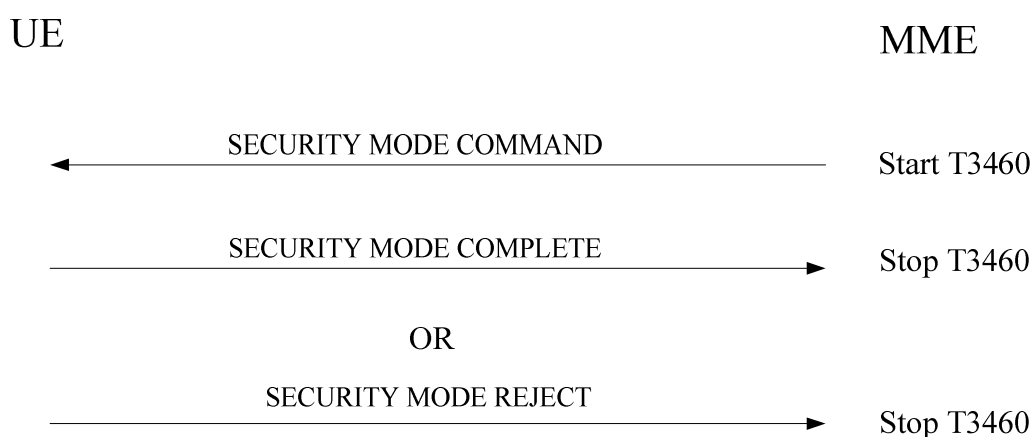 UE
MME
SECURITY MODE COMMAND
Start T3460
SECURITY MODE COMPLETE
Stop T3460
OR
SECURITY MODE REJECT
Stop T3460